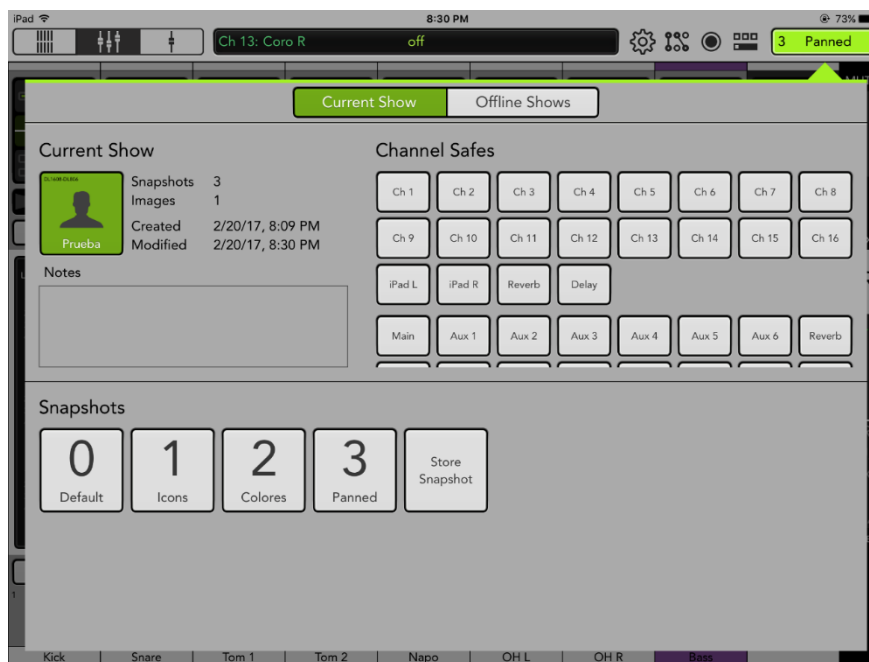 iPad 8:30 PM 73%
Ch 13: Coro R off 3 Panned
Current Show Offline Shows
Current Show
Prueba
Snapshots 3
Images 1
Created 2/20/17, 8:09 PM
Modified 2/20/17, 8:30 PM
Notes
Channel Safes
Ch 1 Ch 2 Ch 3 Ch 4 Ch 5 Ch 6 Ch 7 Ch 8
Ch 9 Ch 10 Ch 11 Ch 12 Ch 13 Ch 14 Ch 15 Ch 16
iPad L iPad R Reverb Delay
Main Aux 1 Aux 2 Aux 3 Aux 4 Aux 5 Aux 6 Reverb
Snapshots
0 1 2 3
Default Icons Colores Panned
Store
Snapshot
1
Kick Snare Tom 1 Tom 2 Napo OH L OH R Bass